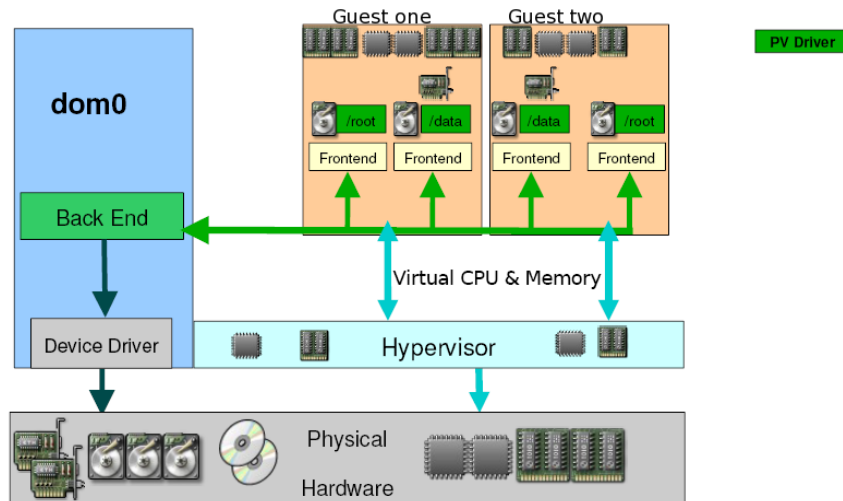 Guest one
Guest two
PV Driver
dom0
/root
/data
/data
/root
Frontend
Frontend
Frontend
Frontend
Back End
Virtual CPU & Memory
Device Driver
Hypervisor
Physical
Hardware